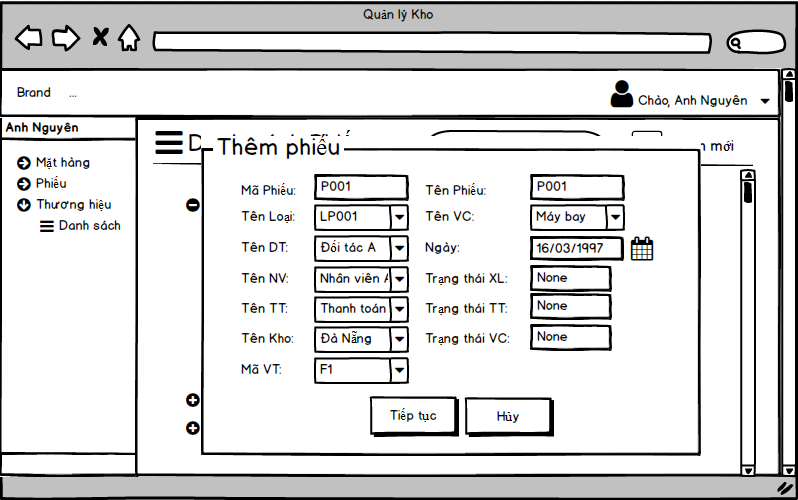 Quản lý Kho
Brand ...
Chào, Anh Nguyên
Anh Nguyên
Mặt hàng
Phiếu
Thương hiệu
Danh sách
mới
Thêm phiếu
Mã Phiếu: P001 Tên Phiếu: P001
Tên Loại: LP001 Tên VC: Máy bay
Tên DT: Đối tác A Ngày: 16/03/1997
Tên NV: Nhân viên A Trạng thái XL: None
Tên TT: Thanh toán Trạng thái TT: None
Tên Kho: Đà Nẵng Trạng thái VC: None
Mã VT: F1
Tiếp tục Hủy